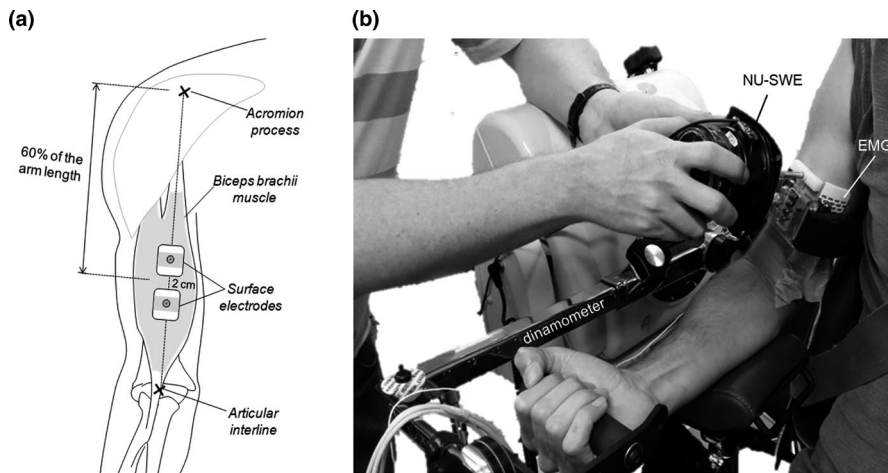 (a)
Acromion
process
60% of the
arm length
Biceps brachii
muscle
2 cm
Surface
electrodes
Articular
interline
(b)
NU-SWE
EMG
dinamometer